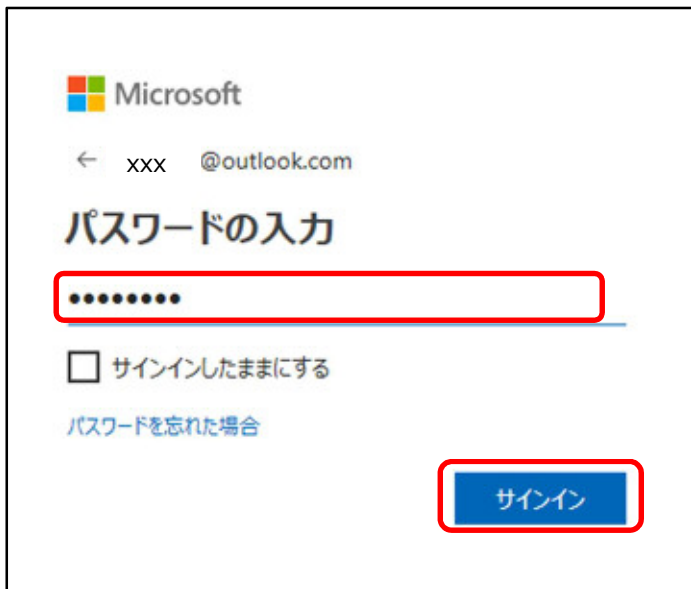 Microsoft
← xxx @outlook.com
パスワードの入力
••••••••
サインインしたままにする
パスワードを忘れた場合
サインイン